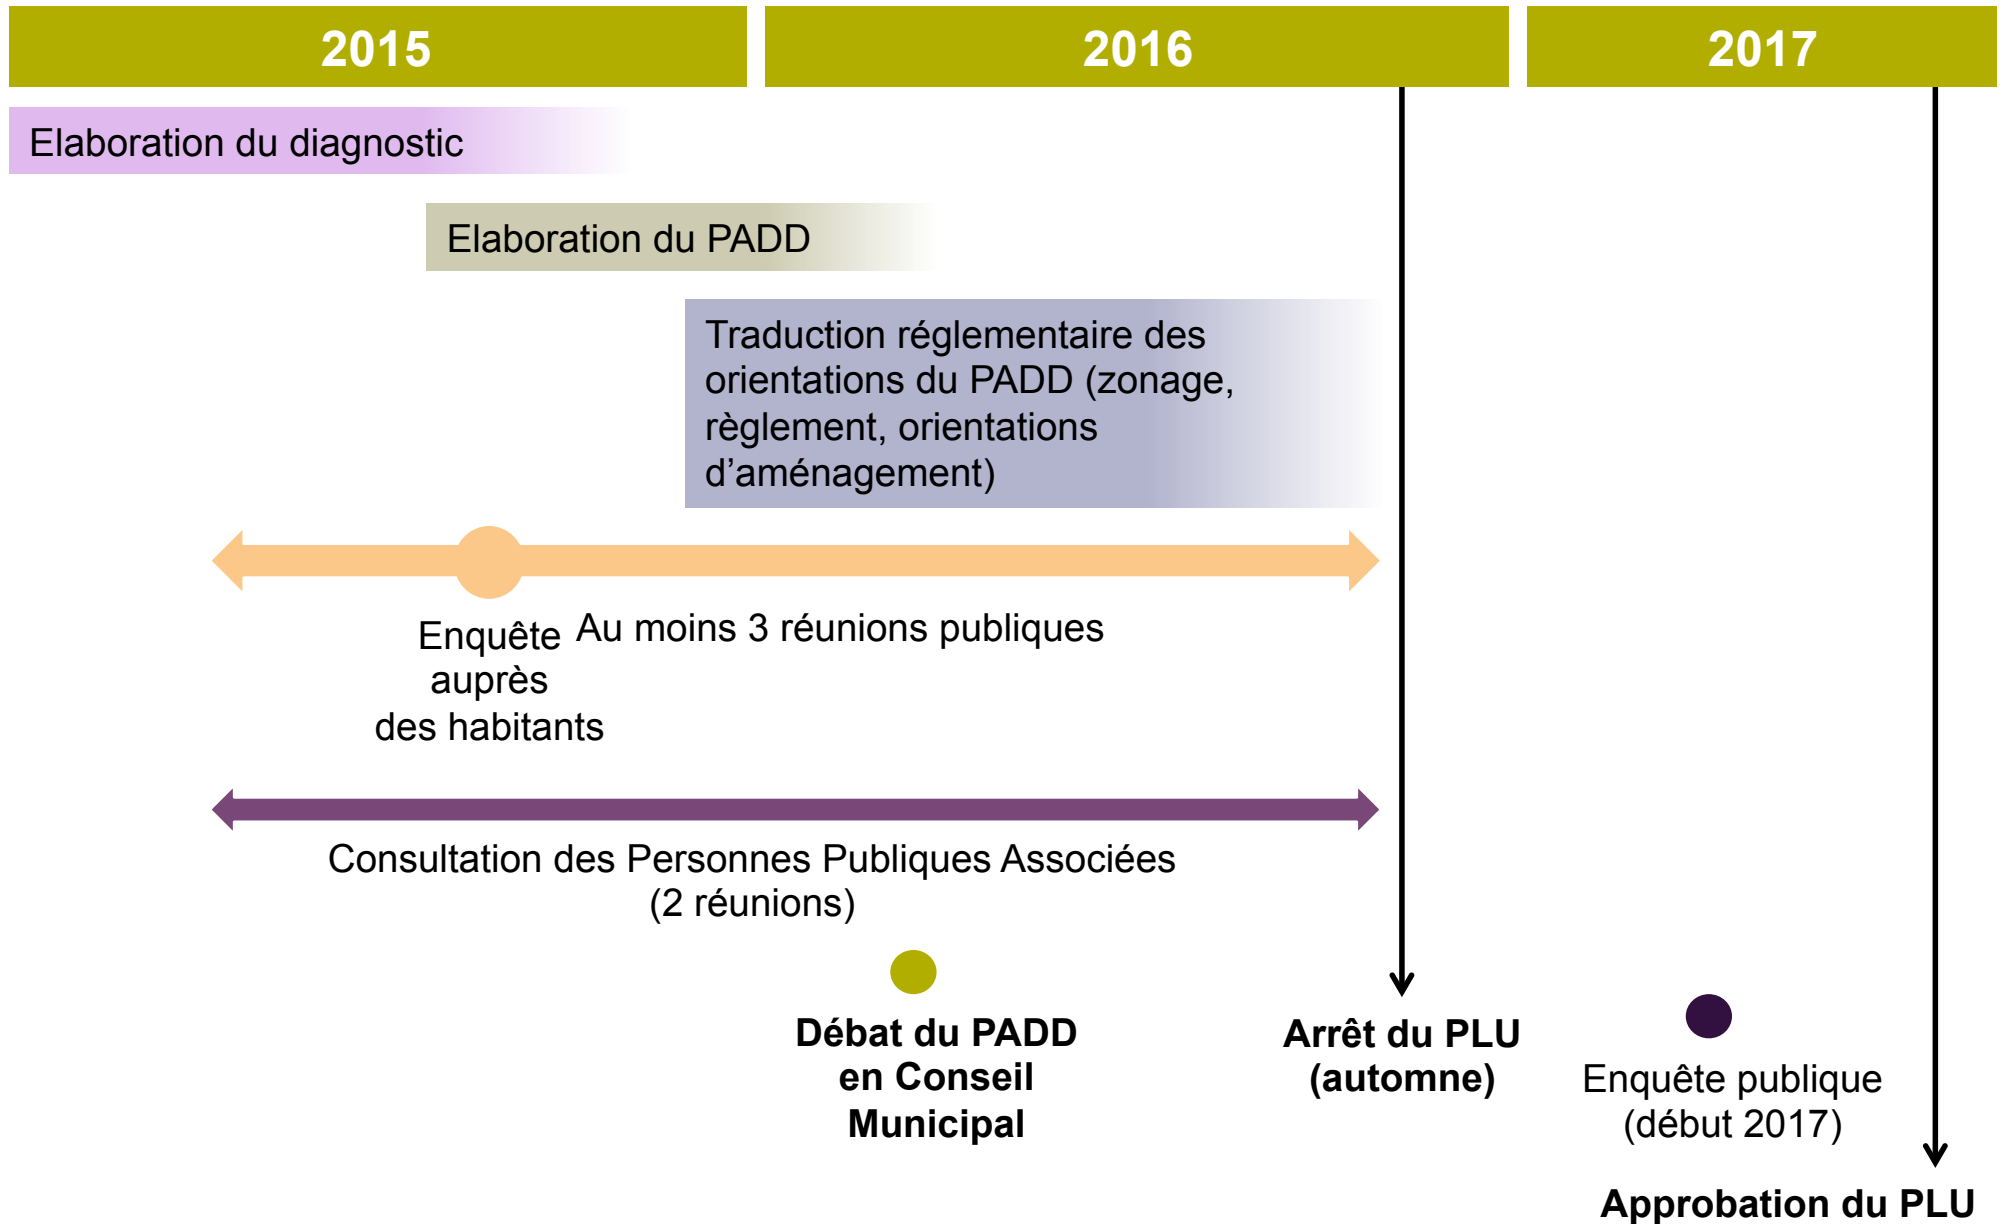 2015
2016
2017
Elaboration du diagnostic
Elaboration du PADD
Traduction réglementaire des
orientations du PADD (zonage,
règlement, orientations
d’aménagement)
Enquête
auprès
des habitants
Au moins 3 réunions publiques
Consultation des Personnes Publiques Associées
(2 réunions)
Débat du PADD
en Conseil
Municipal
Arrêt du PLU
(automne)
Enquête publique
(début 2017)
Approbation du PLU